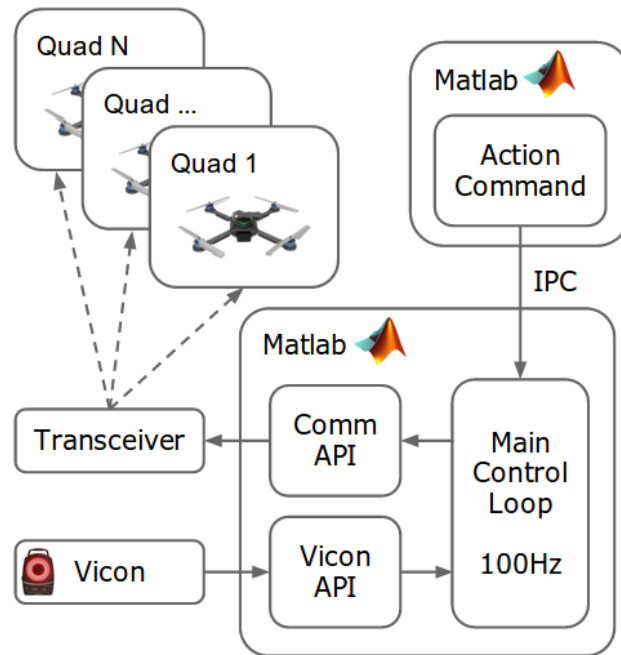 Quad N
Quad ...
Quad 1
Matlab
Action
Command
IPC
Matlab
Transceiver
Comm
API
Main
Control
Loop
100Hz
Vicon
Vicon
API